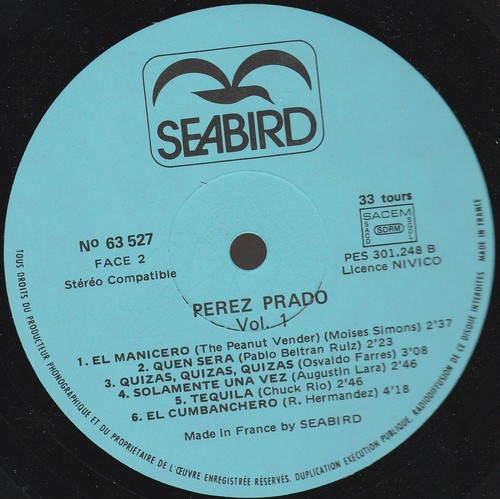 SEABIRD
Nº 63 527
FACE 2
Stéréo Compatible
33 tours
SACEM
SACD SDRM SGDL
PES 301.248 B
Licence NIVICO
PEREZ PRADO
Vol. 1
1. EL MANICERO (The Peanut Vender) (Moises Simons) 2'37
2. QUEN SERA (Pablo Beltran Ruiz) 2'23
3. QUIZAS, QUIZAS, QUIZAS (Osvaldo Farres) 3'08
4. SOLAMENTE UNA VEZ (Augustin Lara) 2'46
5. TEQUILA (Chuck Rio) 2'46
6. EL CUMBANCHERO (R. Hernandez) 4'18
Made in France by SEABIRD
TOUS DROITS DU PRODUCTEUR PHONOGRAPHIQUE ET DU PROPRIÉTAIRE DE L'ŒUVRE ENREGISTRÉE RÉSERVÉS. DUPLICATION EXÉCUTION PUBLIQUE, RADIODIFFUSION DE CE DISQUE INTERDITES • MADE IN FRANCE